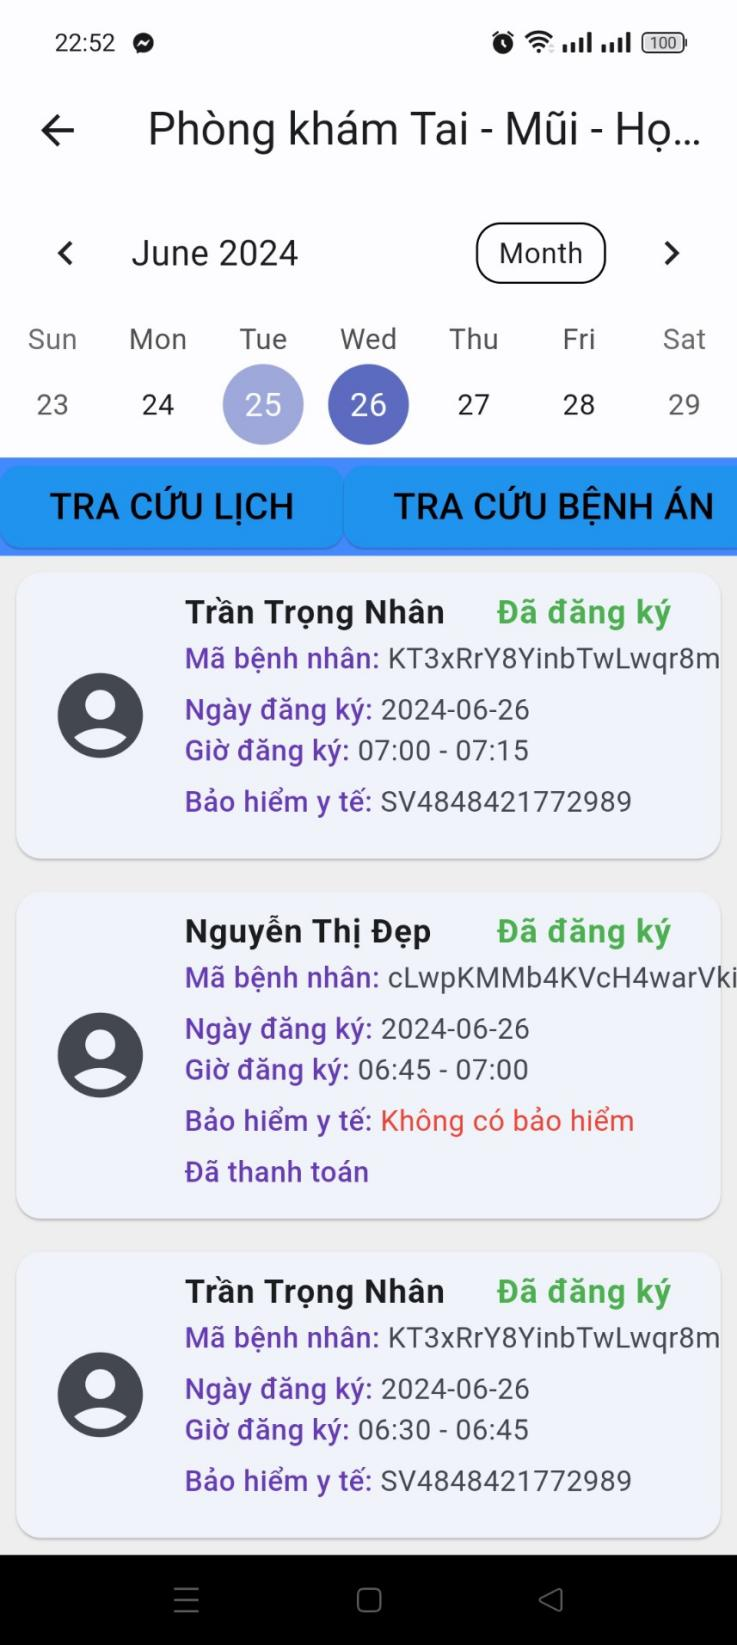 22:52 100
Phòng khám Tai - Mũi - Họ...
June 2024 Month
Sun Mon Tue Wed Thu Fri Sat
23 24 25 26 27 28 29
TRA CỨU LỊCH TRA CỨU BỆNH ÁN
Trần Trọng Nhân Đã đăng ký
Mã bệnh nhân: KT3xRrY8YinbTwLwqr8m
Ngày đăng ký: 2024-06-26
Giờ đăng ký: 07:00 - 07:15
Bảo hiểm y tế: SV4848421772989
Nguyễn Thị Đẹp Đã đăng ký
Mã bệnh nhân: cLwpKMMb4KVcH4warVki
Ngày đăng ký: 2024-06-26
Giờ đăng ký: 06:45 - 07:00
Bảo hiểm y tế: Không có bảo hiểm
Đã thanh toán
Trần Trọng Nhân Đã đăng ký
Mã bệnh nhân: KT3xRrY8YinbTwLwqr8m
Ngày đăng ký: 2024-06-26
Giờ đăng ký: 06:30 - 06:45
Bảo hiểm y tế: SV4848421772989